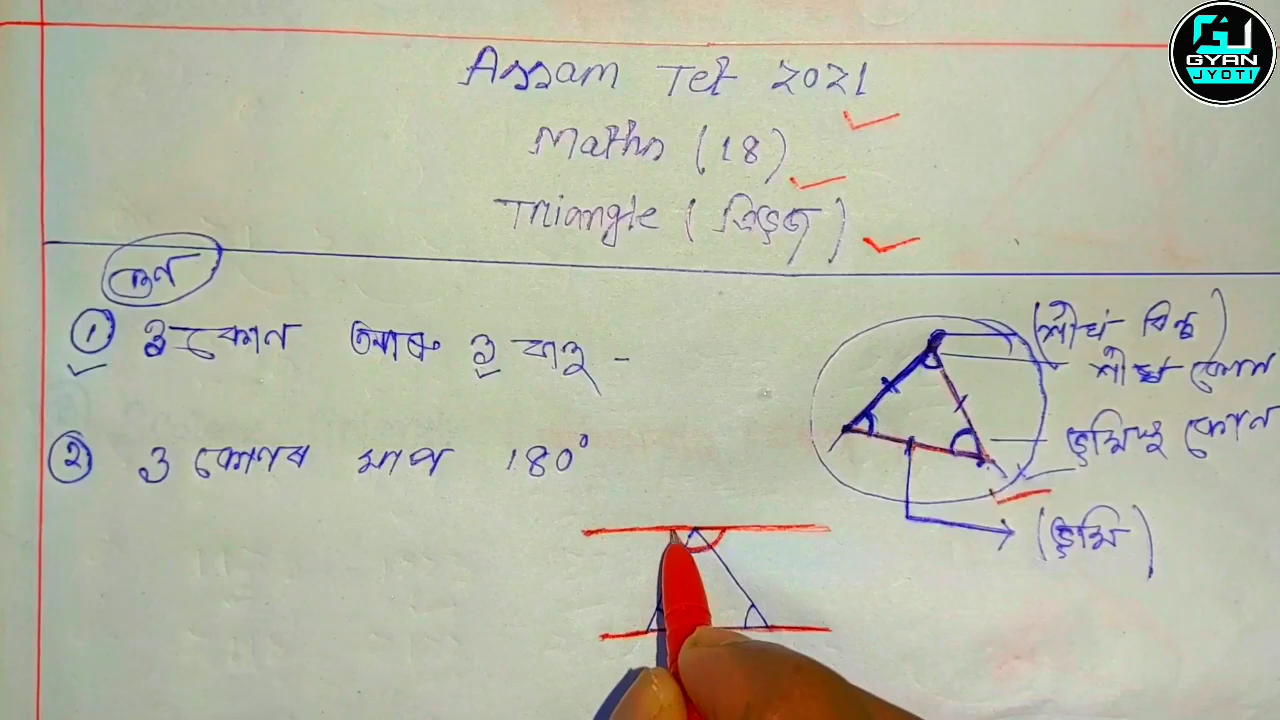 GYAN
JYOTI
Assam Tet 2021
Maths (18)
Triangle (ত্ৰিভুজ)
গুণ
① ৩ কোণ আৰু ৩ বাহু -
② ৩ কোণৰ মাপ 180°
(শীৰ্ষ বিন্দু)
শীৰ্ষ কোণ
ভূমিস্থ কোণ
(ভূমি)